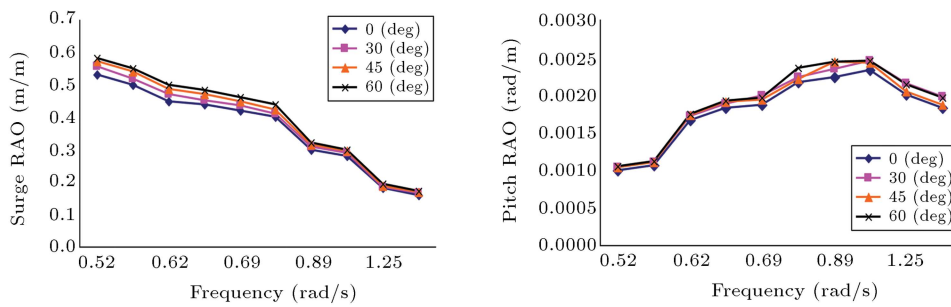 Surge RAO (m/m)
0.7
0.6
0.5
0.4
0.3
0.2
0.1
0.0
0.52
0.62
0.69
0.89
1.25
Frequency (rad/s)
0 (deg)
30 (deg)
45 (deg)
60 (deg)
Pitch RAO (rad/m)
0.0030
0.0025
0.0020
0.0015
0.0010
0.0005
0.0000
0.52
0.62
0.69
0.89
1.25
Frequency (rad/s)
0 (deg)
30 (deg)
45 (deg)
60 (deg)